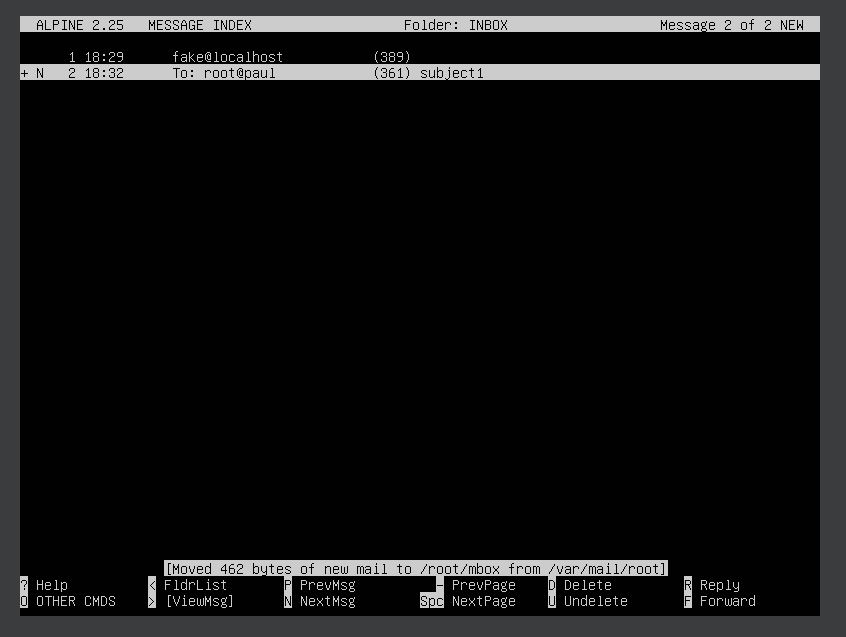 ALPINE 2.25 MESSAGE INDEX Folder: INBOX Message 2 of 2 NEW
1 18:29 fake@localhost (389)
+ N 2 18:32 To: root@paul (361) subject1
[Moved 462 bytes of new mail to /root/mbox from /var/mail/root]
? Help < FldrList P PrevMsg - PrevPage D Delete R Reply
O OTHER CMDS > [ViewMsg] N NextMsg Spc NextPage U Undelete F Forward